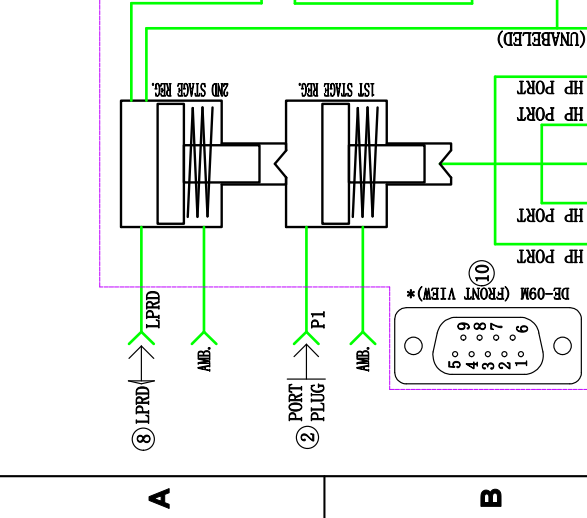 (UNABELED)
2ND STAGE REG.
1ST STAGE REG.
HP PORT
HP PORT
HP PORT
HP PORT
10
DE-09M (FRONT VIEW)*
9 8 7 6
5 4 3 2 1
LPRD
AMB.
P1
AMB.
8 LPRD
PORT
PLUG
2
A
B